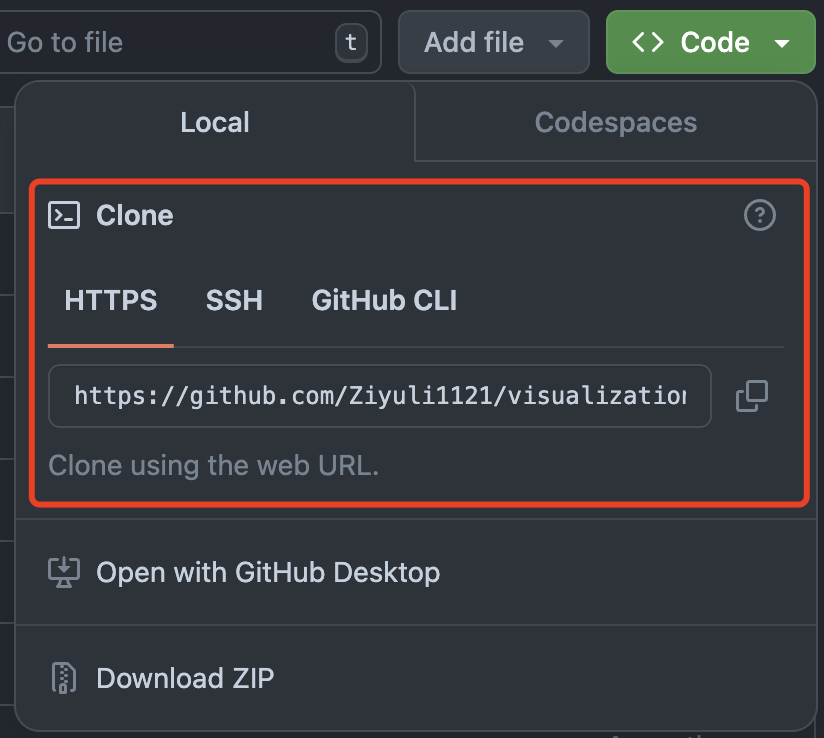 Go to file t Add file Code
Local Codespaces
Clone
HTTPS SSH GitHub CLI
https://github.com/Ziyuli1121/visualization
Clone using the web URL.
Open with GitHub Desktop
Download ZIP